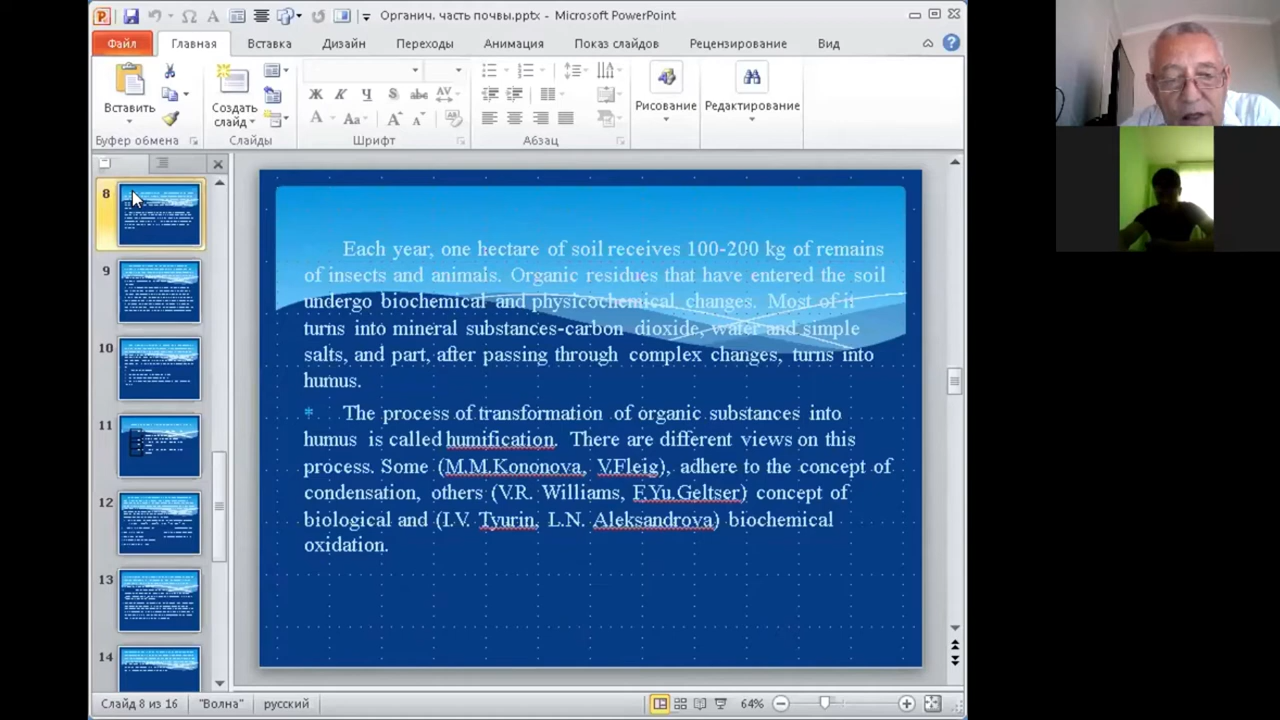 Органич. часть почвы.pptx - Microsoft PowerPoint
Файл Главная Вставка Дизайн Переходы Анимация Показ слайдов Рецензирование Вид
Вставить
Создать слайд
Рисование
Редактирование
Буфер обмена Слайды Шрифт Абзац
8
9
10
11
12
13
14
Each year, one hectare of soil receives 100-200 kg of remains
of insects and animals. Organic residues that have entered the soil
undergo biochemical and physicochemical changes. Most of it
turns into mineral substances-carbon dioxide, water and simple
salts, and part, after passing through complex changes, turns into
humus.
* The process of transformation of organic substances into
humus is called humification. There are different views on this
process. Some (M.M.Kononova, V.Fleig), adhere to the concept of
condensation, others (V.R. Williams, F.Yu.Geltser) concept of
Aleksandrova) biochemical
oxidation.
Слайд 8 из 16 "Волна" русский 64%